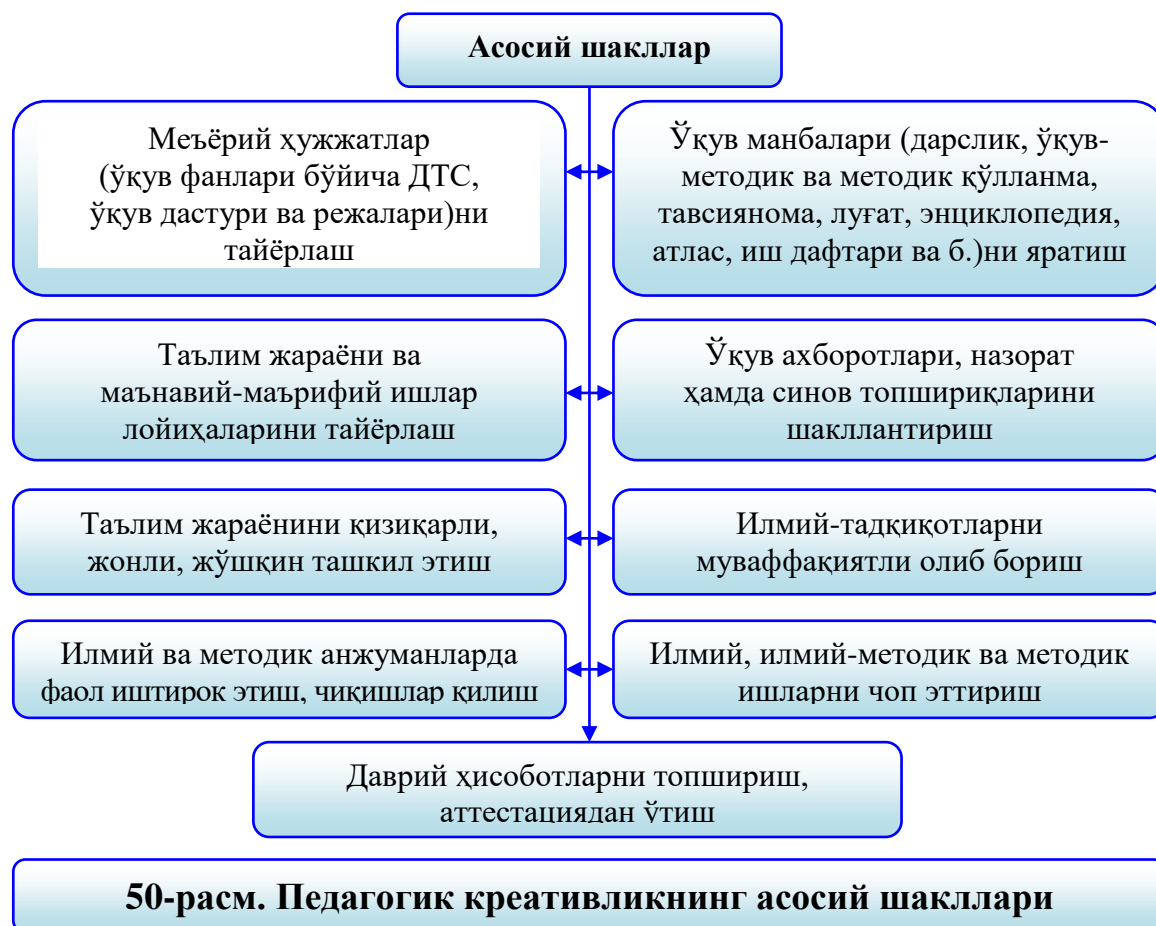 Асосий шакллар
Меъёрий ҳужжатлар
(ўқув фанлари бўйича ДТС,
ўқув дастури ва режалари)ни
тайёрлаш
Ўқув манбалари (дарслик, ўқув-
методик ва методик қўлланма,
тавсиянома, луғат, энциклопедия,
атлас, иш дафтари ва б.)ни яратиш
Таълим жараёни ва
маънавий-маърифий ишлар
лойиҳаларини тайёрлаш
Ўқув ахборотлари, назорат
ҳамда синов топшириқларини
шакллантириш
Таълим жараёнини қизиқарли,
жонли, жўшқин ташкил этиш
Илмий-тадқиқотларни
муваффақиятли олиб бориш
Илмий ва методик анжуманларда
фаол иштирок этиш, чиқишлар қилиш
Илмий, илмий-методик ва методик
ишларни чоп эттириш
Даврий ҳисоботларни топшириш,
аттестациядан ўтиш
50-расм. Педагогик креативликнинг асосий шакллари